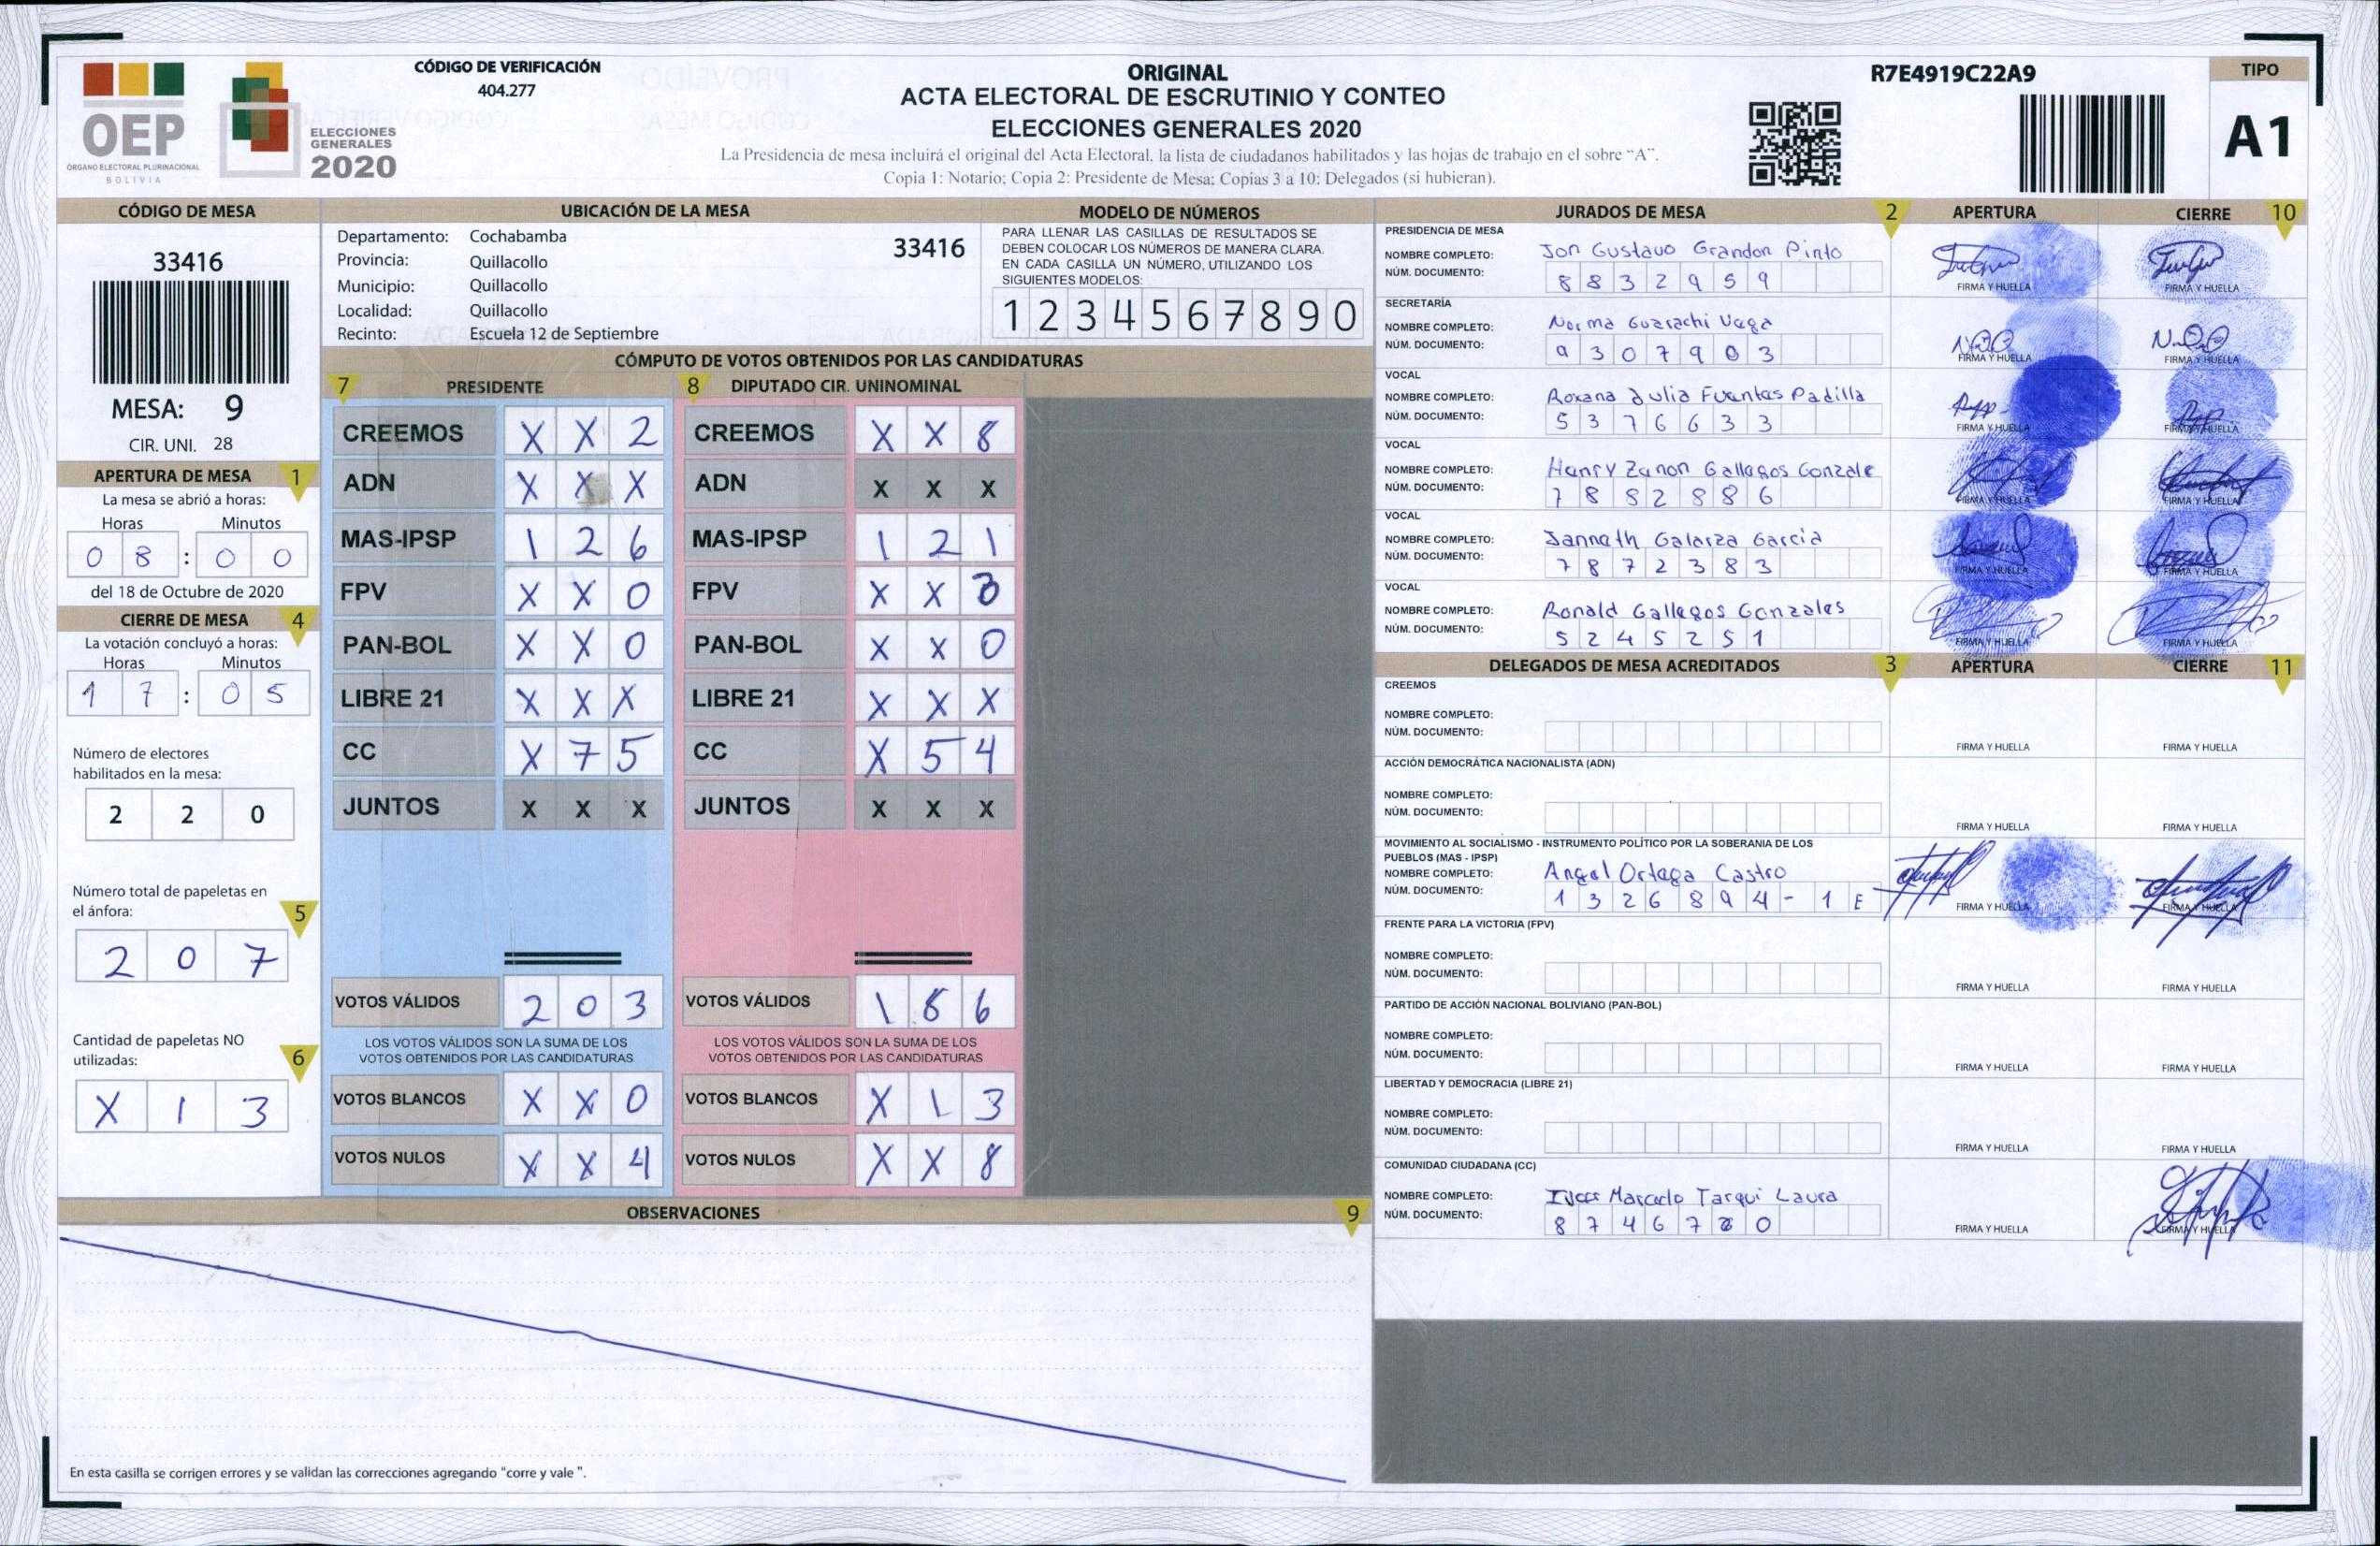 CÓDIGO DE VERIFICACIÓN
404.277
OEP
ÓRGANO ELECTORAL PLURINACIONAL
BOLIVIA
ELECCIONES
GENERALES
2020
ORIGINAL
ACTA ELECTORAL DE ESCRUTINIO Y CONTEO
ELECCIONES GENERALES 2020
La Presidencia de mesa incluirá el original del Acta Electoral, la lista de ciudadanos habilitados y las hojas de trabajo en el sobre “A”.
Copia 1: Notario; Copia 2: Presidente de Mesa; Copias 3 a 10: Delegados (si hubieran).
R7E4919C22A9
TIPO
A1
CÓDIGO DE MESA
33416
MESA: 9
CIR. UNI. 28
APERTURA DE MESA 1
La mesa se abrió a horas:
Horas Minutos
0 8 : 0 0
del 18 de Octubre de 2020
CIERRE DE MESA 4
La votación concluyó a horas:
Horas Minutos
1 7 : 0 5
Número de electores
habilitados en la mesa:
2 2 0
Número total de papeletas en
el ánfora: 5
2 0 7
Cantidad de papeletas NO
utilizadas: 6
X 1 3
UBICACIÓN DE LA MESA
Departamento: Cochabamba
Provincia: Quillacollo
Municipio: Quillacollo
Localidad: Quillacollo
Recinto: Escuela 12 de Septiembre
33416
MODELO DE NÚMEROS
PARA LLENAR LAS CASILLAS DE RESULTADOS SE
DEBEN COLOCAR LOS NÚMEROS DE MANERA CLARA.
EN CADA CASILLA UN NÚMERO, UTILIZANDO LOS
SIGUIENTES MODELOS:
1 2 3 4 5 6 7 8 9 0
CÓMPUTO DE VOTOS OBTENIDOS POR LAS CANDIDATURAS
7 PRESIDENTE
CREEMOS X X 2
ADN X X X
MAS-IPSP 1 2 6
FPV X X 0
PAN-BOL X X 0
LIBRE 21 X X X
CC X 7 5
JUNTOS X X X
VOTOS VÁLIDOS 2 0 3
LOS VOTOS VÁLIDOS SON LA SUMA DE LOS
VOTOS OBTENIDOS POR LAS CANDIDATURAS
VOTOS BLANCOS X X 0
VOTOS NULOS X X 4
8 DIPUTADO CIR. UNINOMINAL
CREEMOS X X 8
ADN X X X
MAS-IPSP 1 2 1
FPV X X 3
PAN-BOL X X 0
LIBRE 21 X X X
CC X 5 4
JUNTOS X X X
VOTOS VÁLIDOS 1 8 6
LOS VOTOS VÁLIDOS SON LA SUMA DE LOS
VOTOS OBTENIDOS POR LAS CANDIDATURAS
VOTOS BLANCOS X 1 3
VOTOS NULOS X X 8
OBSERVACIONES 9
En esta casilla se corrigen errores y se validan las correcciones agregando "corre y vale ".
JURADOS DE MESA 2 APERTURA CIERRE 10
PRESIDENCIA DE MESA
NOMBRE COMPLETO: Jon Gustavo Grandon Pinto
NÚM. DOCUMENTO: 8 8 3 2 9 5 9
FIRMA Y HUELLA FIRMA Y HUELLA
SECRETARÍA
NOMBRE COMPLETO: Norma Guarachi Vega
NÚM. DOCUMENTO: 9 3 0 7 9 0 3
FIRMA Y HUELLA FIRMA Y HUELLA
VOCAL
NOMBRE COMPLETO: Roxana Julia Fuentes Padilla
NÚM. DOCUMENTO: 5 3 7 6 6 3 3
FIRMA Y HUELLA FIRMA Y HUELLA
VOCAL
NOMBRE COMPLETO: Henry Zenon Gallegos Gonzale
NÚM. DOCUMENTO: 7 8 8 2 8 8 6
FIRMA Y HUELLA FIRMA Y HUELLA
VOCAL
NOMBRE COMPLETO: Janneth Galarza Garcia
NÚM. DOCUMENTO: 7 8 7 2 3 8 3
FIRMA Y HUELLA FIRMA Y HUELLA
VOCAL
NOMBRE COMPLETO: Ronald Gallegos Gonzales
NÚM. DOCUMENTO: 5 2 4 5 2 5 1
FIRMA Y HUELLA FIRMA Y HUELLA
DELEGADOS DE MESA ACREDITADOS 3 APERTURA CIERRE 11
CREEMOS
NOMBRE COMPLETO:
NÚM. DOCUMENTO:
FIRMA Y HUELLA FIRMA Y HUELLA
ACCIÓN DEMOCRÁTICA NACIONALISTA (ADN)
NOMBRE COMPLETO:
NÚM. DOCUMENTO:
FIRMA Y HUELLA FIRMA Y HUELLA
MOVIMIENTO AL SOCIALISMO - INSTRUMENTO POLÍTICO POR LA SOBERANIA DE LOS
PUEBLOS (MAS - IPSP)
NOMBRE COMPLETO: Angel Ortega Castro
NÚM. DOCUMENTO: 1 3 2 6 8 9 4 - 1 E
FIRMA Y HUELLA FIRMA Y HUELLA
FRENTE PARA LA VICTORIA (FPV)
NOMBRE COMPLETO:
NÚM. DOCUMENTO:
FIRMA Y HUELLA FIRMA Y HUELLA
PARTIDO DE ACCIÓN NACIONAL BOLIVIANO (PAN-BOL)
NOMBRE COMPLETO:
NÚM. DOCUMENTO:
FIRMA Y HUELLA FIRMA Y HUELLA
LIBERTAD Y DEMOCRACIA (LIBRE 21)
NOMBRE COMPLETO:
NÚM. DOCUMENTO:
FIRMA Y HUELLA FIRMA Y HUELLA
COMUNIDAD CIUDADANA (CC)
NOMBRE COMPLETO: Marcelo Tarqui Laura
NÚM. DOCUMENTO: 8 7 4 6 7 0
FIRMA Y HUELLA FIRMA Y HUELLA